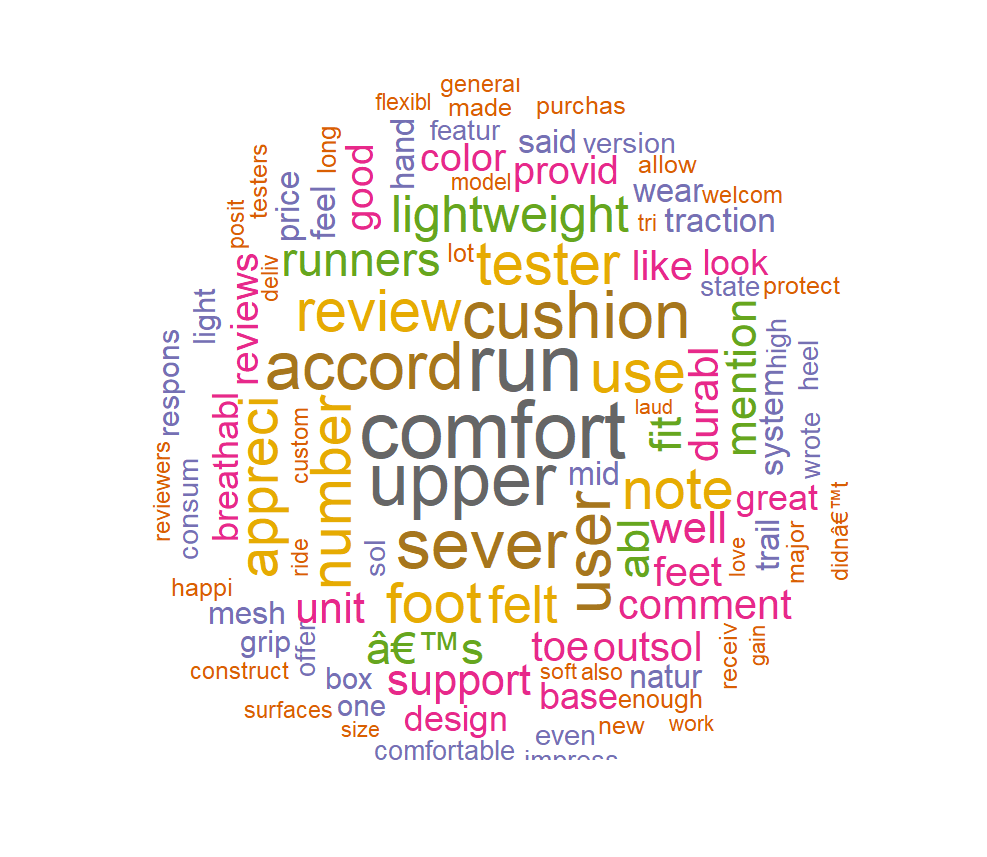 general
flexibl
made
purchas
featur
said
version
hand
long
good
color
model
provid
allow
testers
price
feel
wear
welcom
posit
lightweight
tri
traction
runners
lot
tester
like
look
deliv
reviews
light
review
cushion
state
protect
mention
high
respons
accord
run
use
durabl
system
heel
breathabl
appreci
custom
number
comfort
laud
fit
wrote
reviewers
consum
upper
mid
note
great
didnâ€™t
ride
sol
sever
user
abl
well
love
trail
major
happi
feet
mesh
unit
foot
felt
comment
grip
offer
â€™s
toe
outsol
receiv
gain
construct
box
support
soft
also
natur
surfaces
one
size
design
base
enough
new
work
even
comfortable
impress